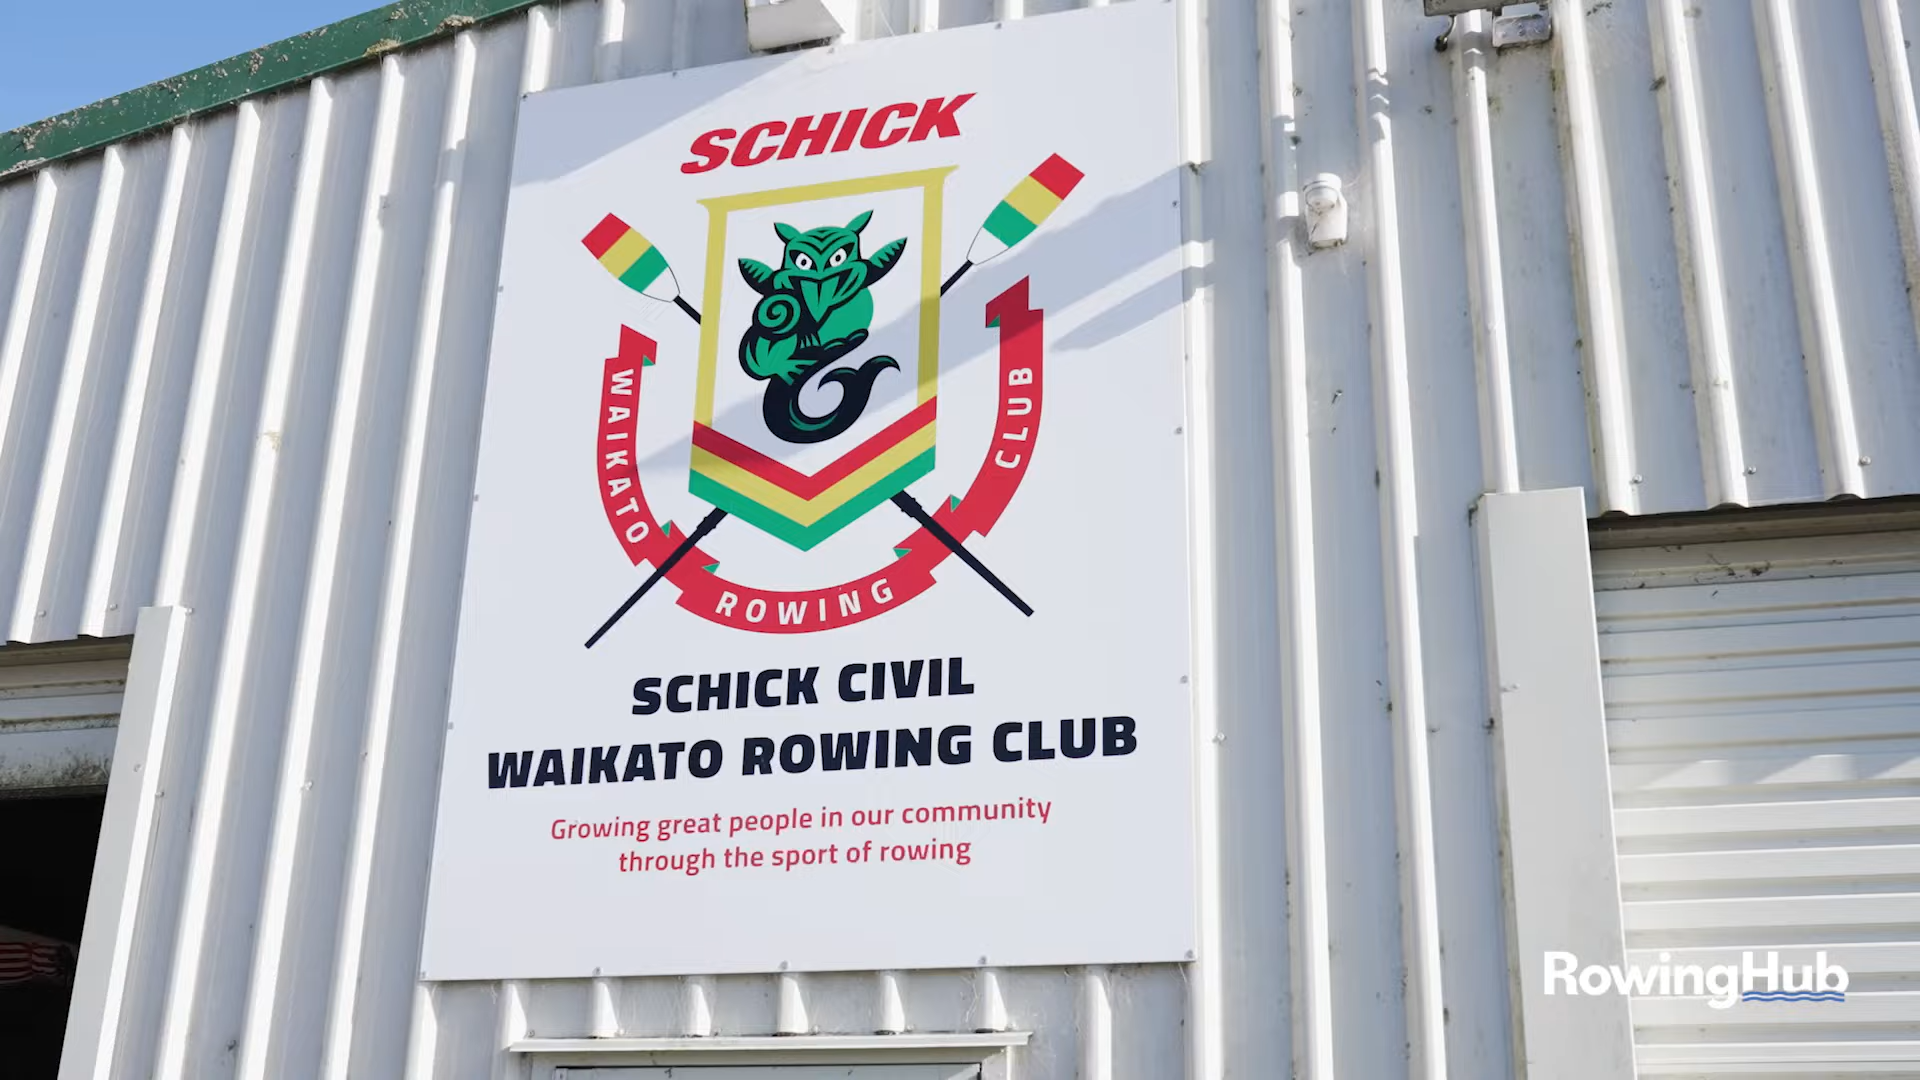 SCHICK
WAIKATO
ROWING
CLUB
SCHICK CIVIL
WAIKATO ROWING CLUB
Growing great people in our community
through the sport of rowing
RowingHub